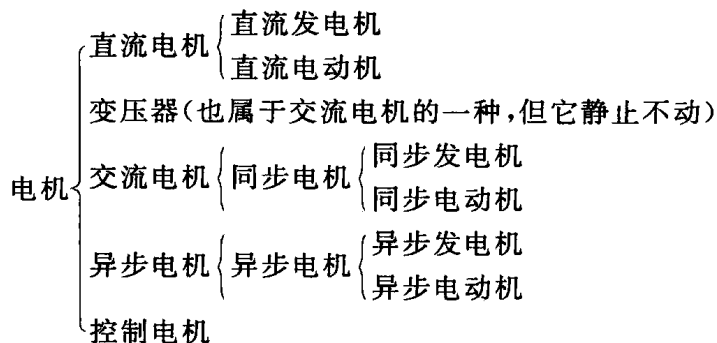 直流发电机
直流电机
直流电动机
变压器(也属于交流电机的一种,但它静止不动)
同步发电机
电机 交流电机 同步电机
同步电动机
异步发电机
异步电机 异步电机
异步电动机
控制电机